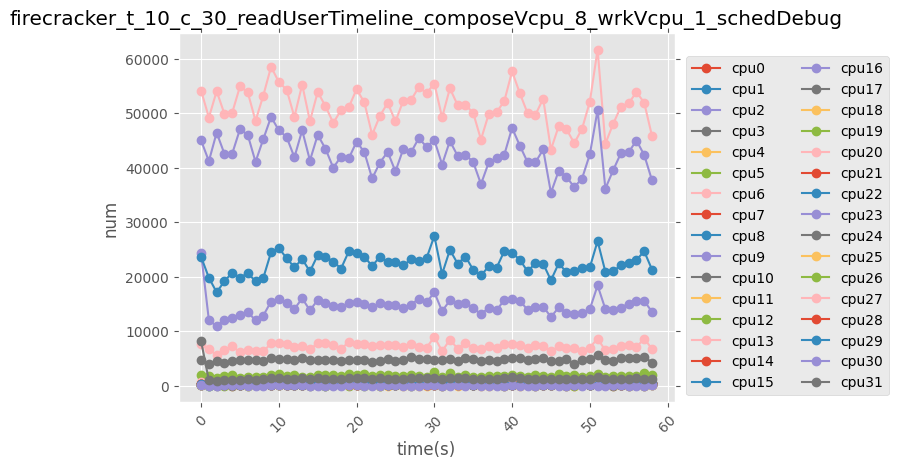 firecracker_t_10_c_30_readUserTimeline_composeVcpu_8_wrkVcpu_1_schedDebug
60000
50000
40000
30000
20000
10000
0
num
0
10
20
30
40
50
60
time(s)
cpu0
cpu1
cpu2
cpu3
cpu4
cpu5
cpu6
cpu7
cpu8
cpu9
cpu10
cpu11
cpu12
cpu13
cpu14
cpu15
cpu16
cpu17
cpu18
cpu19
cpu20
cpu21
cpu22
cpu23
cpu24
cpu25
cpu26
cpu27
cpu28
cpu29
cpu30
cpu31